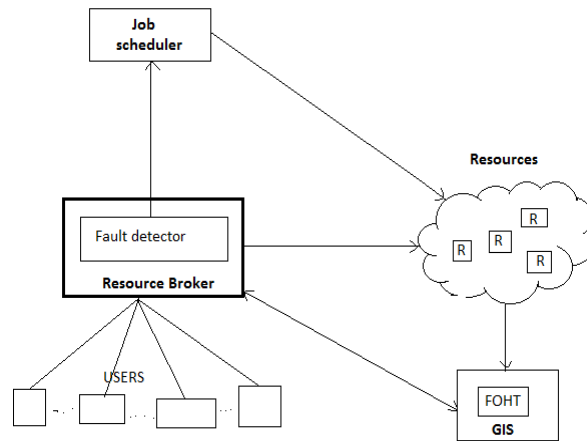 Job
scheduler
Resources
R
R
R
R
Fault detector
Resource Broker
USERS
FOHT
GIS